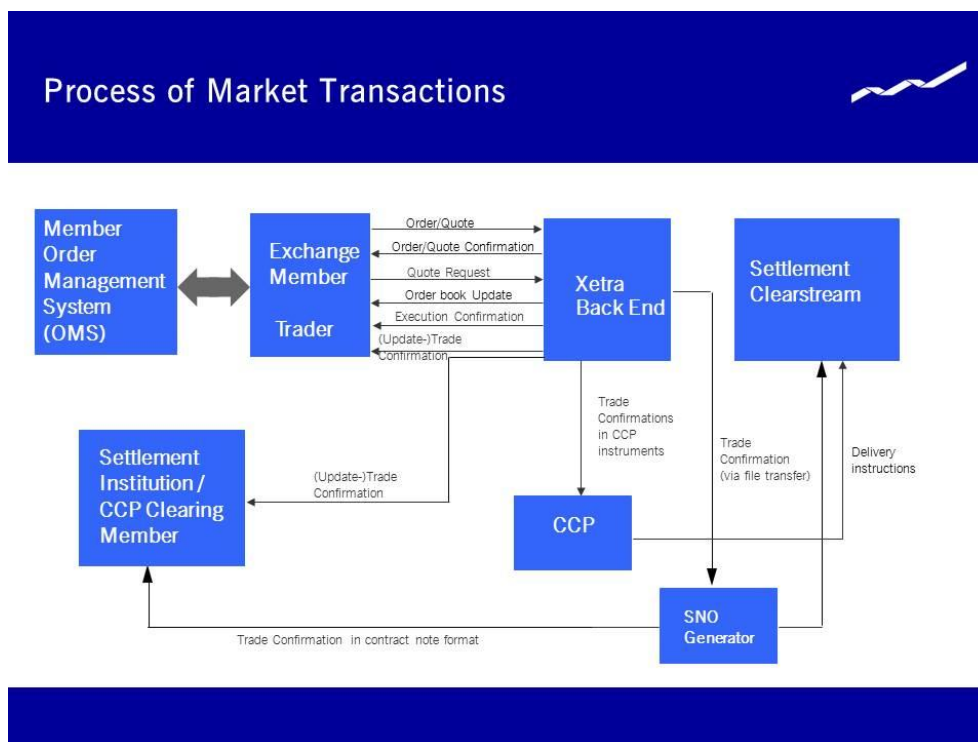 Process of Market Transactions
Member
Order
Management
System
(OMS)
Exchange
Member
Trader
Order/Quote
Order/Quote Confirmation
Quote Request
Order book Update
Execution Confirmation
(Update-)Trade
Confirmation
Xetra
Back End
Settlement
Clearstream
Trade
Confirmations
in CCP
instruments
Trade
Confirmation
(via file transfer)
Delivery
instructions
Settlement
Institution /
CCP Clearing
Member
(Update-)Trade
Confirmation
CCP
SNO
Generator
Trade Confirmation in contract note format